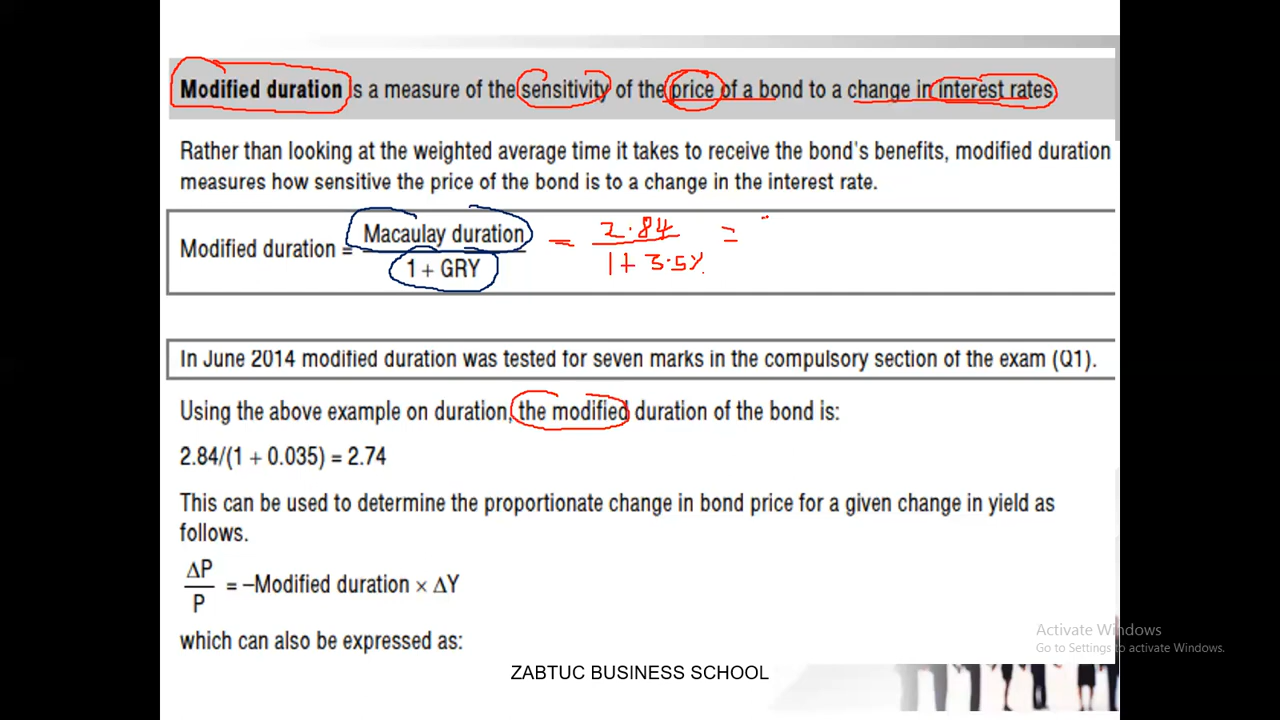 Modified duration is a measure of the sensitivity of the price of a bond to a change in interest rates.
Rather than looking at the weighted average time it takes to receive the bond's benefits, modified duration
measures how sensitive the price of the bond is to a change in the interest rate.
Modified duration = Macaulay duration / 1 + GRY = 2.84 / 1 + 3.5% =
In June 2014 modified duration was tested for seven marks in the compulsory section of the exam (Q1).
Using the above example on duration, the modified duration of the bond is:
2.84/(1 + 0.035) = 2.74
This can be used to determine the proportionate change in bond price for a given change in yield as
follows.
ΔP / P = –Modified duration × ΔY
which can also be expressed as:
Activate Windows
Go to Settings to activate Windows.
ZABTUC BUSINESS SCHOOL